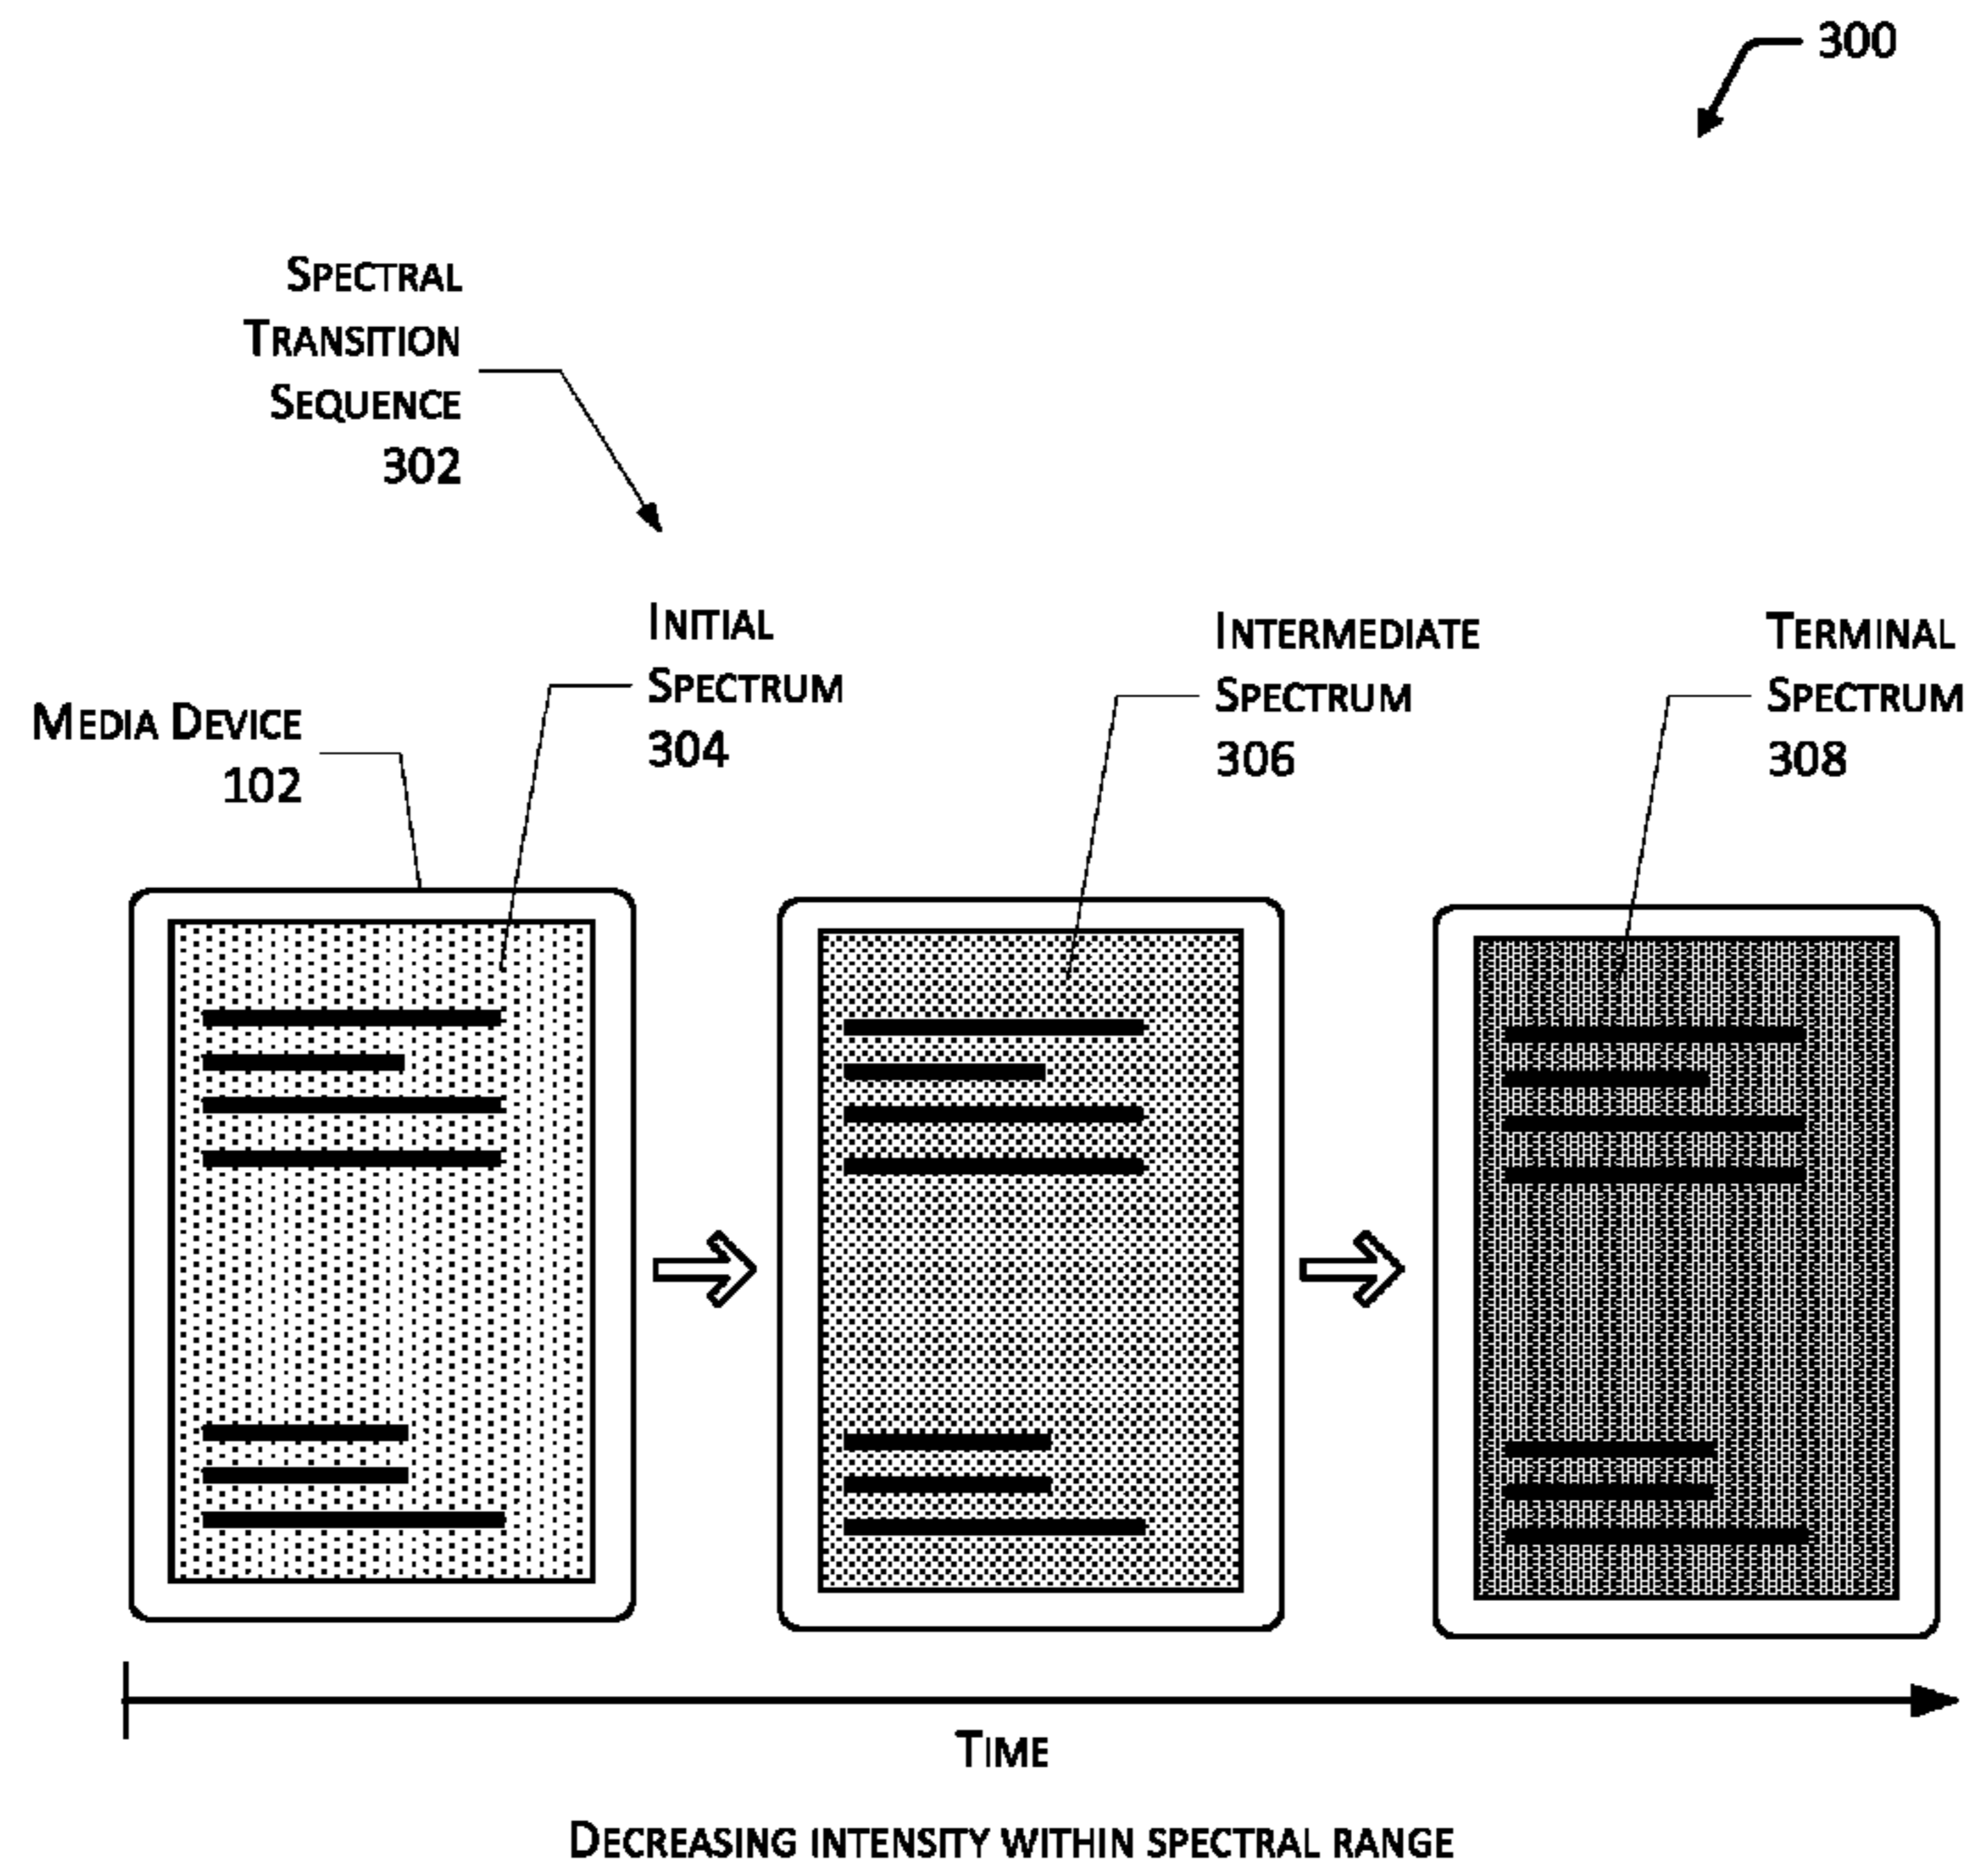 300
SPECTRAL
TRANSITION
SEQUENCE
302
INITIAL
SPECTRUM
304
INTERMEDIATE
SPECTRUM
306
TERMINAL
SPECTRUM
308
MEDIA DEVICE
102
TIME
DECREASING INTENSITY WITHIN SPECTRAL RANGE